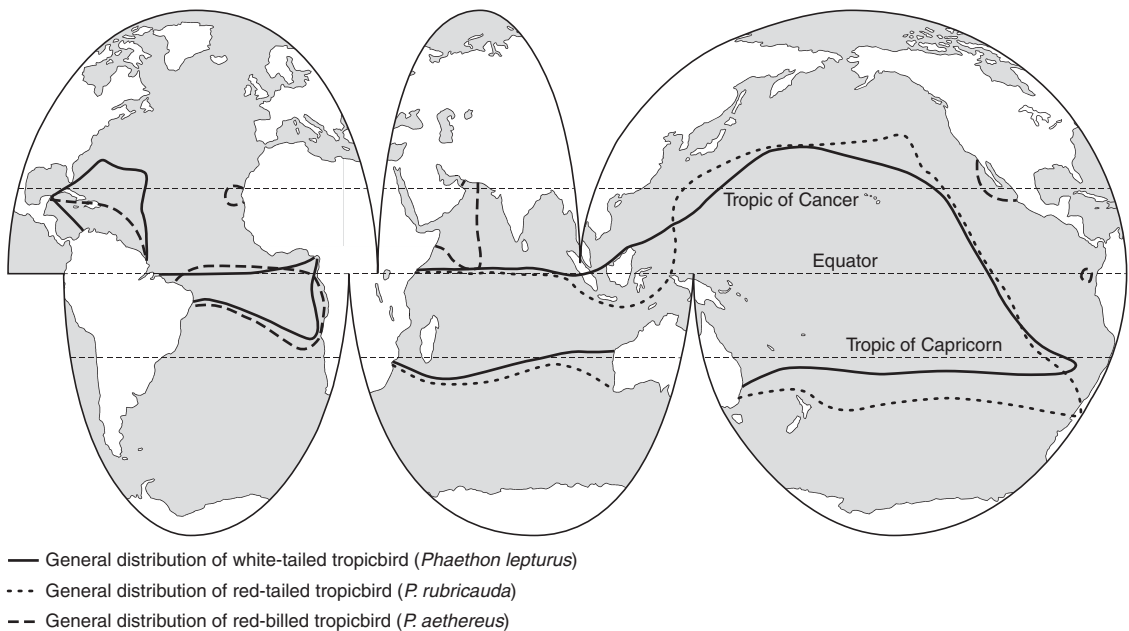 Tropic of Cancer
Equator
Tropic of Capricorn
General distribution of white-tailed tropicbird (Phaethon lepturus)
General distribution of red-tailed tropicbird (P. rubricauda)
General distribution of red-billed tropicbird (P. aethereus)